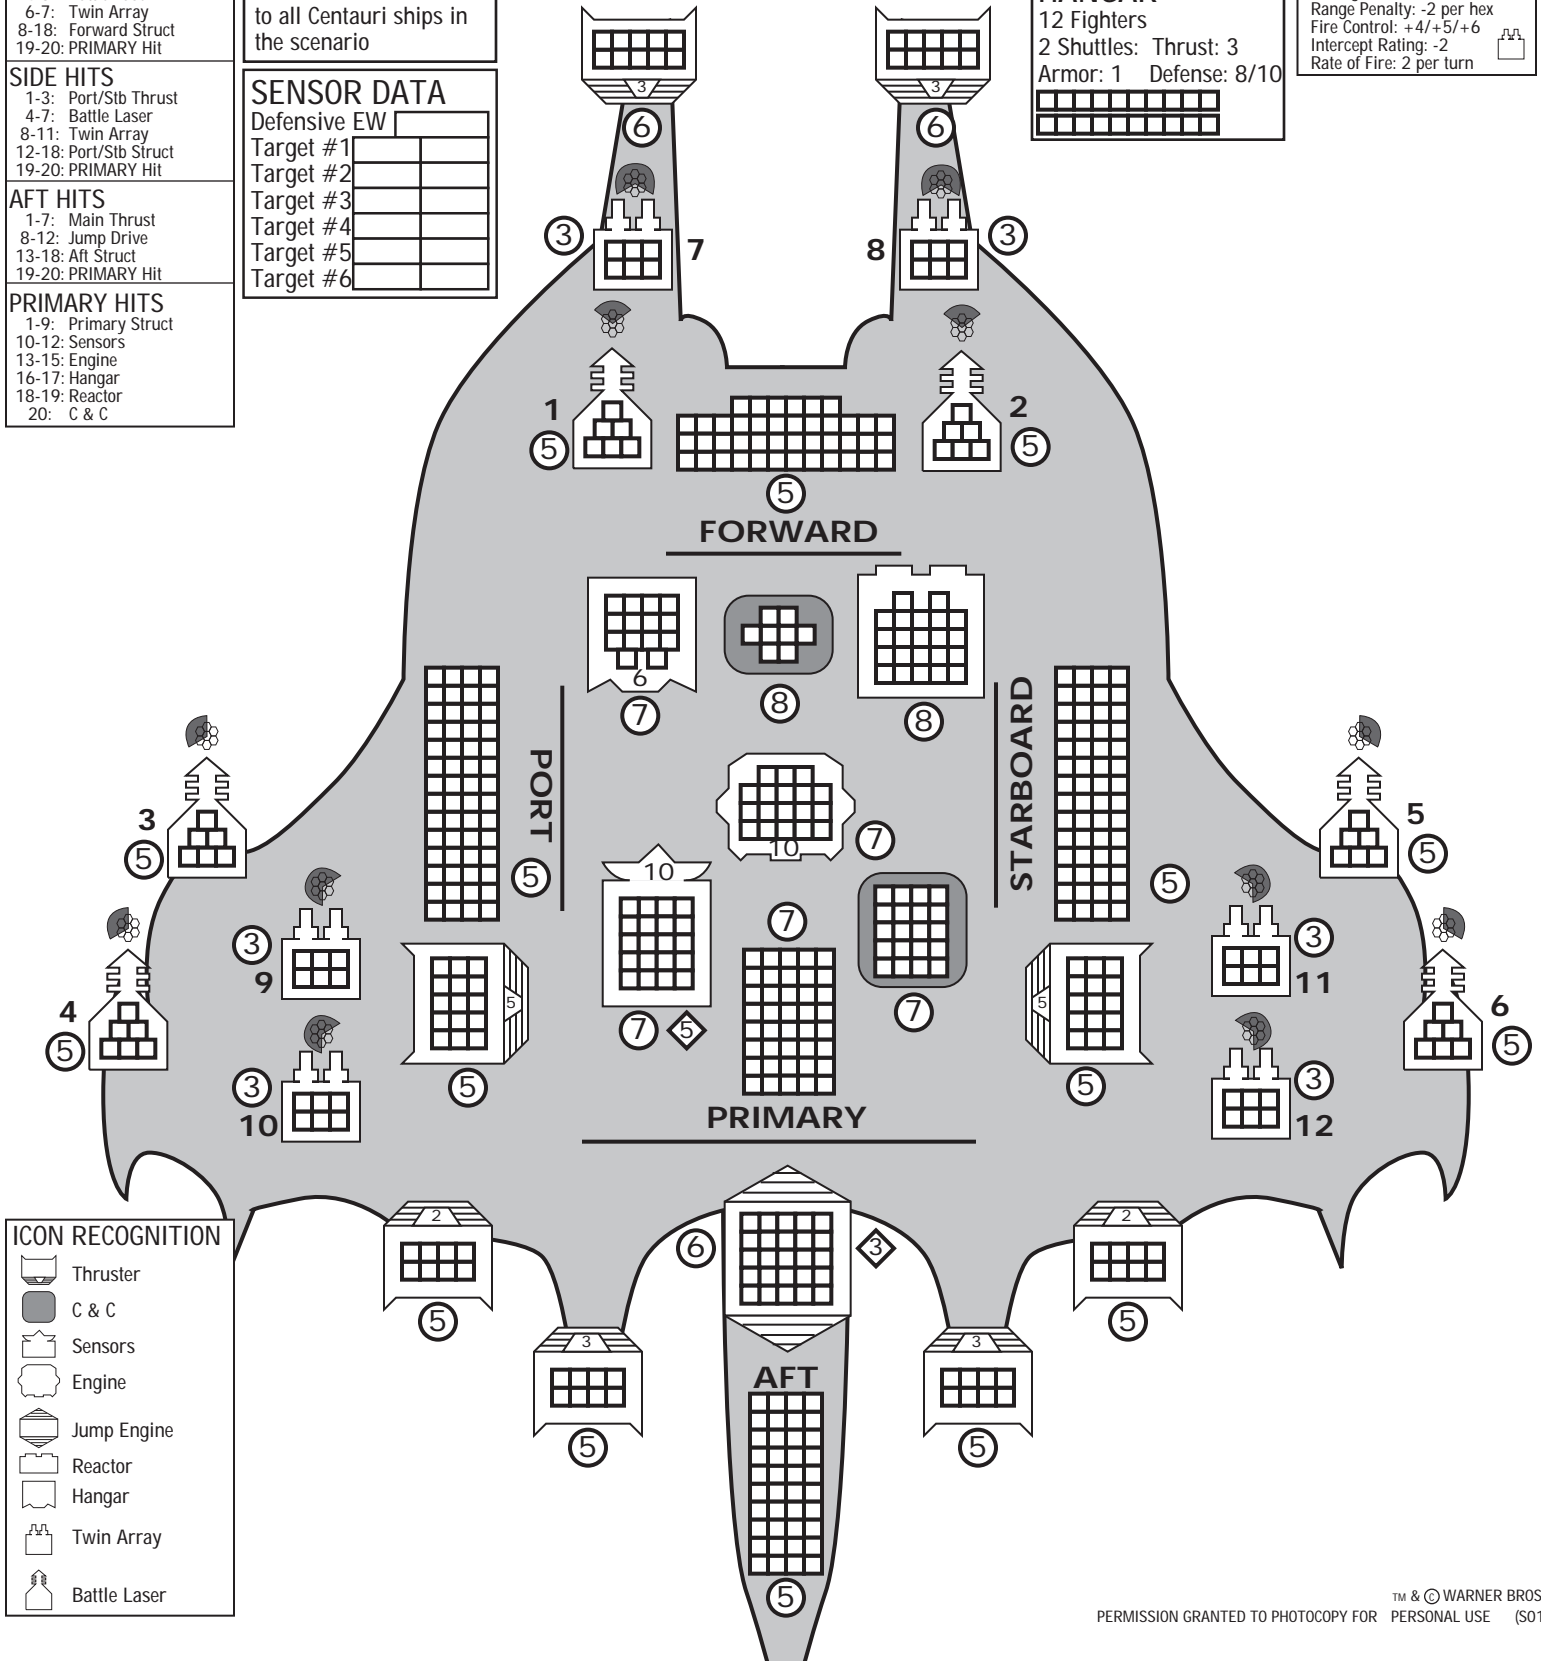 6-7: Twin Array
8-18: Forward Struct
19-20: PRIMARY Hit
SIDE HITS
1-3: Port/Stb Thrust
4-7: Battle Laser
8-11: Twin Array
12-18: Port/Stb Struct
19-20: PRIMARY Hit
AFT HITS
1-7: Main Thrust
8-12: Jump Drive
13-18: Aft Struct
19-20: PRIMARY Hit
PRIMARY HITS
1-9: Primary Struct
10-12: Sensors
13-15: Engine
16-17: Hangar
18-19: Reactor
20: C & C
to all Centauri ships in
the scenario
SENSOR DATA
Defensive EW
Target #1
Target #2
Target #3
Target #4
Target #5
Target #6
12 Fighters
2 Shuttles: Thrust: 3
Armor: 1 Defense: 8/10
Range Penalty: -2 per hex
Fire Control: +4/+5/+6
Intercept Rating: -2
Rate of Fire: 2 per turn
3
3
6
6
3
7
8
3
1
5
2
5
5
FORWARD
6
7
8
8
PORT
5
STARBOARD
5
10
7
10
7
5
7
7
PRIMARY
3
5
4
5
3
9
3
10
5
5
5
5
5
5
6
5
3
11
3
12
2
5
3
5
6
3
AFT
5
3
5
2
5
ICON RECOGNITION
Thruster
C & C
Sensors
Engine
Jump Engine
Reactor
Hangar
Twin Array
Battle Laser
TM & © WARNER BROS
PERMISSION GRANTED TO PHOTOCOPY FOR PERSONAL USE (S01